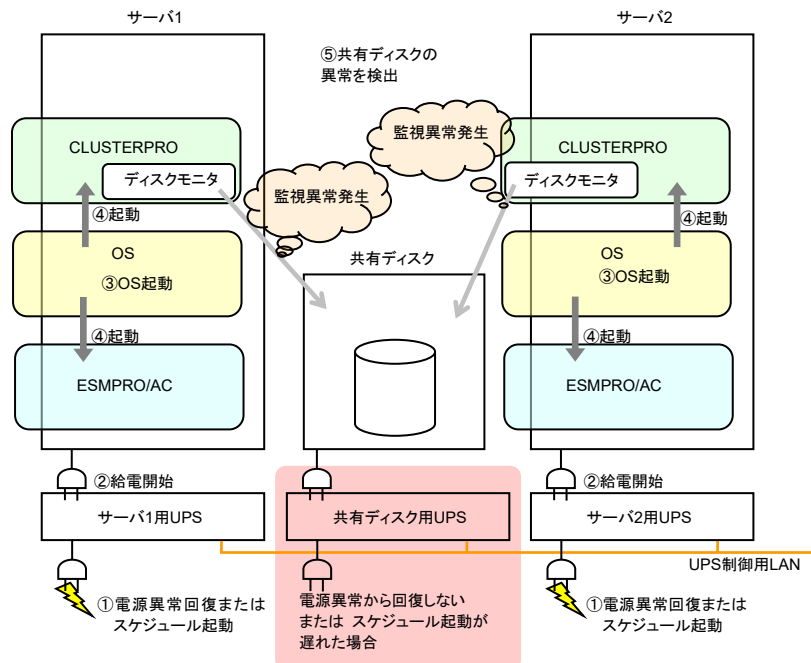 サーバ1
サーバ2
⑤共有ディスクの
異常を検出
CLUSTERPRO
ディスクモニタ
監視異常発生
監視異常発生
CLUSTERPRO
ディスクモニタ
④起動
④起動
OS
③OS起動
共有ディスク
OS
③OS起動
④起動
④起動
ESMPRO/AC
ESMPRO/AC
②給電開始
②給電開始
サーバ1用UPS
共有ディスク用UPS
サーバ2用UPS
UPS制御用LAN
①電源異常回復または
スケジュール起動
電源異常から回復しない
または スケジュール起動が
遅れた場合
①電源異常回復または
スケジュール起動